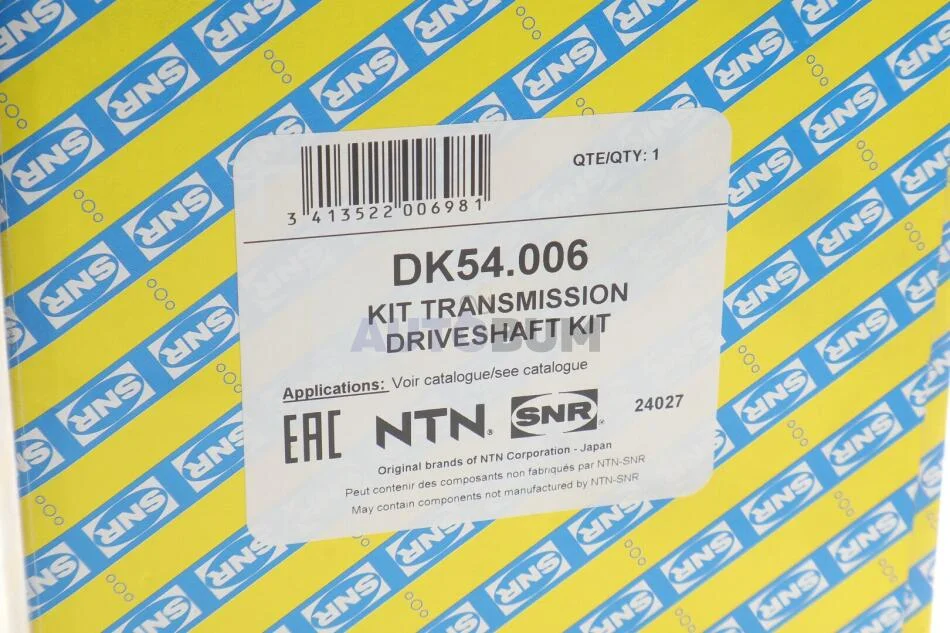 QTE/QTY: 1
3 413522 006981
DK54.006
KIT TRANSMISSION
DRIVESHAFT KIT
AUTODUM
Applications: Voir catalogue/see catalogue
EAC NTN® SNR® 24027
Original brands of NTN Corporation - Japan
Peut contenir des composants non fabriqués par NTN-SNR
May contain components not manufactured by NTN-SNR
SNR